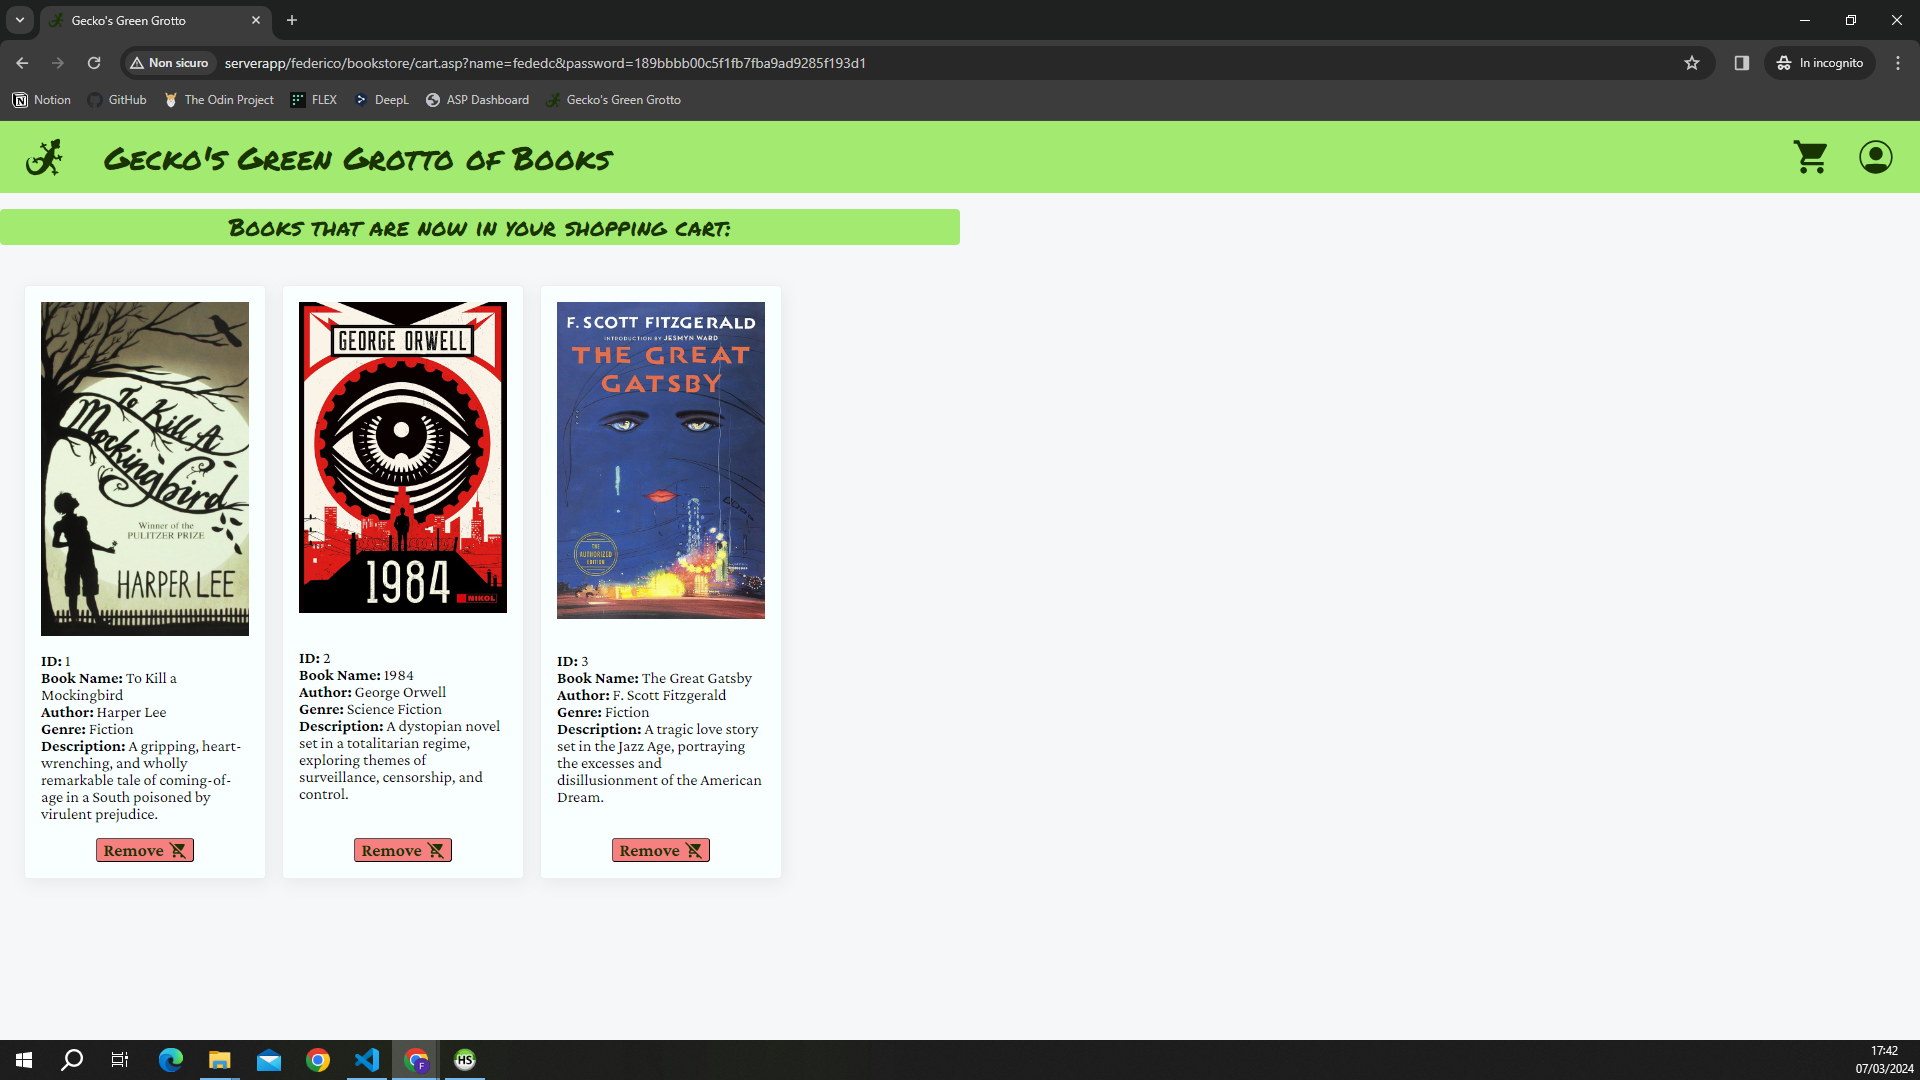 Gecko's Green Grotto
Non sicuro
serverapp/federico/bookstore/cart.asp?name=fededc&password=189bbbb00c5f1fb7fba9ad9285f193d1
In incognito
Notion
GitHub
The Odin Project
FLEX
DeepL
ASP Dashboard
Gecko's Green Grotto
Gecko's Green Grotto of Books
Books that are now in your shopping cart:
To Kill A
Mockingbird
Winner of the
PULITZER PRIZE
HARPER LEE
ID: 1
Book Name: To Kill a
Mockingbird
Author: Harper Lee
Genre: Fiction
Description: A gripping, heart-
wrenching, and wholly
remarkable tale of coming-of-
age in a South poisoned by
virulent prejudice.
Remove
GEORGE ORWELL
1984
NIKOL
ID: 2
Book Name: 1984
Author: George Orwell
Genre: Science Fiction
Description: A dystopian novel
set in a totalitarian regime,
exploring themes of
surveillance, censorship, and
control.
Remove
F. SCOTT FITZGERALD
INTRODUCTION BY JESMYN WARD
THE GREAT
GATSBY
THE
AUTHORIZED
EDITION
ID: 3
Book Name: The Great Gatsby
Author: F. Scott Fitzgerald
Genre: Fiction
Description: A tragic love story
set in the Jazz Age, portraying
the excesses and
disillusionment of the American
Dream.
Remove
F
HS
17:42
07/03/2024